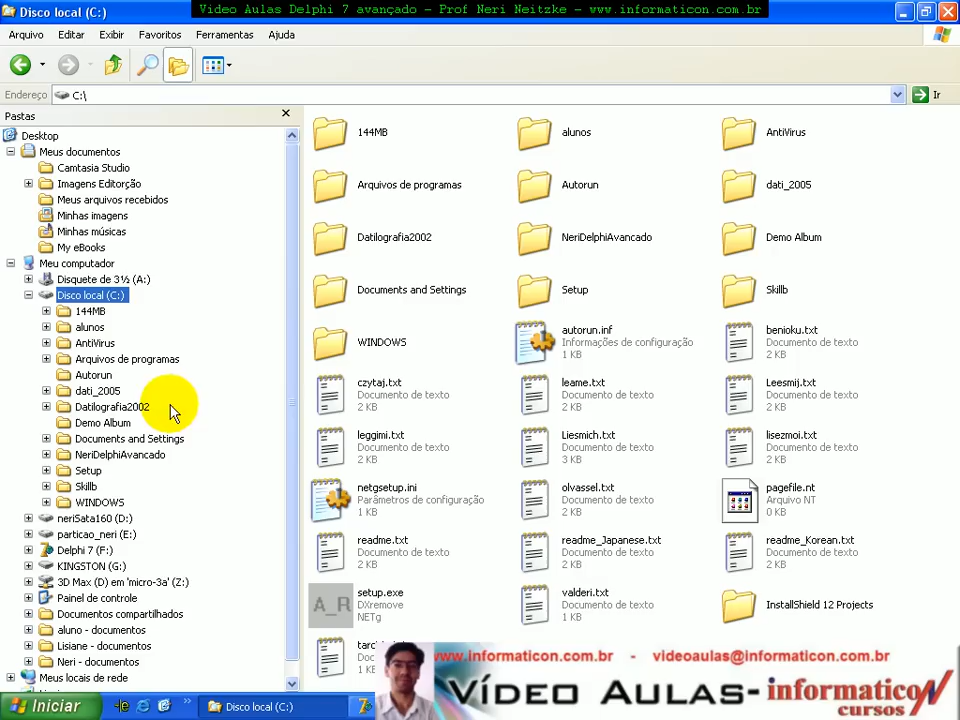 Disco local (C:)
Video Aulas Delphi 7 avançado - Prof Neri Neitzke - www.informaticon.com.br
Arquivo Editar Exibir Favoritos Ferramentas Ajuda
Endereço C:\ Ir
Pastas
Desktop
Meus documentos
Camtasia Studio
Imagens Editorção
Meus arquivos recebidos
Minhas imagens
Minhas músicas
My eBooks
Meu computador
Disquete de 3½ (A:)
Disco local (C:)
144MB
alunos
AntiVirus
Arquivos de programas
Autorun
dati_2005
Datilografia2002
Demo Album
Documents and Settings
NeriDelphiAvancado
Setup
Skillb
WINDOWS
neriSata160 (D:)
particao_neri (E:)
Delphi 7 (F:)
KINGSTON (G:)
3D Max (D) em 'micro-3a' (Z:)
Painel de controle
Documentos compartilhados
aluno - documentos
Lisiane - documentos
Neri - documentos
Meus locais de rede
144MB
alunos
AntiVirus
Arquivos de programas
Autorun
dati_2005
Datilografia2002
NeriDelphiAvancado
Demo Album
Documents and Settings
Setup
Skillb
WINDOWS
autorun.inf
Informações de configuração
1 KB
benioku.txt
Documento de texto
2 KB
czytaj.txt
Documento de texto
2 KB
leame.txt
Documento de texto
2 KB
Leesmij.txt
Documento de texto
2 KB
leggimi.txt
Documento de texto
2 KB
Liesmich.txt
Documento de texto
3 KB
lisezmoi.txt
Documento de texto
2 KB
netgsetup.ini
Parâmetros de configuração
1 KB
olvassel.txt
Documento de texto
2 KB
pagefile.nt
Arquivo NT
0 KB
readme.txt
Documento de texto
2 KB
readme_Japanese.txt
Documento de texto
2 KB
readme_Korean.txt
Documento de texto
2 KB
A_R
setup.exe
DXremove
NETg
valderi.txt
Documento de texto
1 KB
InstallShield 12 Projects
1 K
www.informaticon.com.br - videoaulas@informaticon.com.br
VÍDEO AULAS- informaticon
cursos
Iniciar
Disco local (C:)